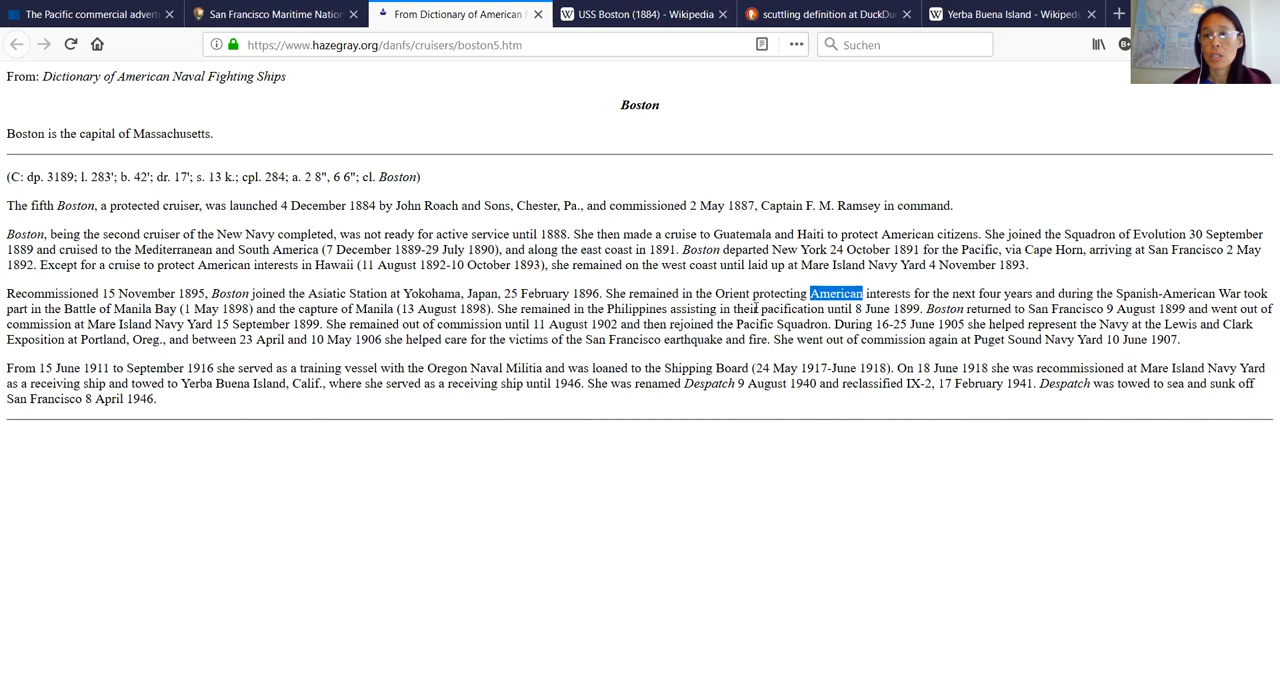 The Pacific commercial advert
San Francisco Maritime Nation
From Dictionary of American
USS Boston (1884) - Wikipedia
scuttling definition at DuckDu
Yerba Buena Island - Wikipedi
https://www.hazegray.org/danfs/cruisers/boston5.htm
Suchen
From: Dictionary of American Naval Fighting Ships
Boston
Boston is the capital of Massachusetts.
(C: dp. 3189; l. 283'; b. 42'; dr. 17'; s. 13 k.; cpl. 284; a. 2 8", 6 6"; cl. Boston)
The fifth Boston, a protected cruiser, was launched 4 December 1884 by John Roach and Sons, Chester, Pa., and commissioned 2 May 1887, Captain F. M. Ramsey in command.
Boston, being the second cruiser of the New Navy completed, was not ready for active service until 1888. She then made a cruise to Guatemala and Haiti to protect American citizens. She joined the Squadron of Evolution 30 September
1889 and cruised to the Mediterranean and South America (7 December 1889-29 July 1890), and along the east coast in 1891. Boston departed New York 24 October 1891 for the Pacific, via Cape Horn, arriving at San Francisco 2 May
1892. Except for a cruise to protect American interests in Hawaii (11 August 1892-10 October 1893), she remained on the west coast until laid up at Mare Island Navy Yard 4 November 1893.
Recommissioned 15 November 1895, Boston joined the Asiatic Station at Yokohama, Japan, 25 February 1896. She remained in the Orient protecting American interests for the next four years and during the Spanish-American War took
part in the Battle of Manila Bay (1 May 1898) and the capture of Manila (13 August 1898). She remained in the Philippines assisting in their pacification until 8 June 1899. Boston returned to San Francisco 9 August 1899 and went out of
commission at Mare Island Navy Yard 15 September 1899. She remained out of commission until 11 August 1902 and then rejoined the Pacific Squadron. During 16-25 June 1905 she helped represent the Navy at the Lewis and Clark
Exposition at Portland, Oreg., and between 23 April and 10 May 1906 she helped care for the victims of the San Francisco earthquake and fire. She went out of commission again at Puget Sound Navy Yard 10 June 1907.
From 15 June 1911 to September 1916 she served as a training vessel with the Oregon Naval Militia and was loaned to the Shipping Board (24 May 1917-June 1918). On 18 June 1918 she was recommissioned at Mare Island Navy Yard
as a receiving ship and towed to Yerba Buena Island, Calif., where she served as a receiving ship until 1946. She was renamed Despatch 9 August 1940 and reclassified IX-2, 17 February 1941. Despatch was towed to sea and sunk off
San Francisco 8 April 1946.